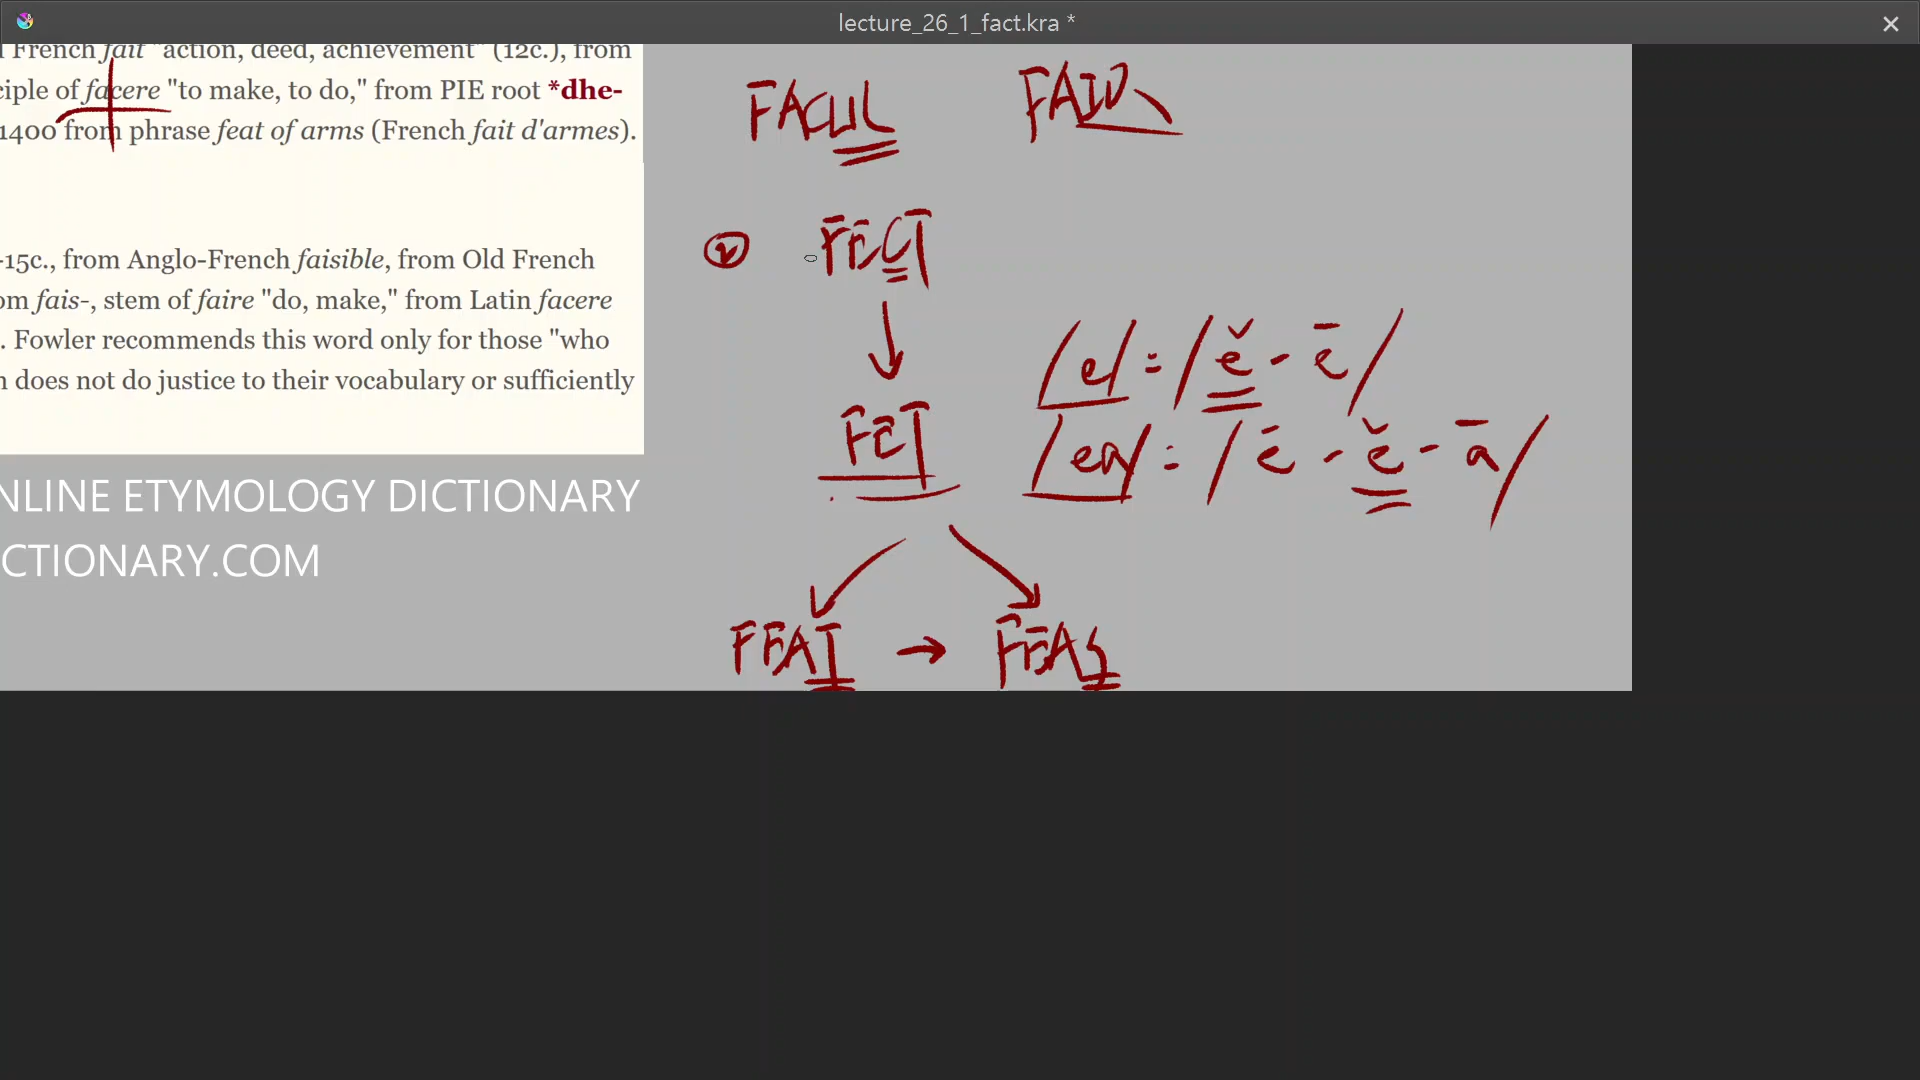 lecture_26_1_fact.kra *
l French fait "action, deed, achievement" (12c.), from
ciple of facere "to make, to do," from PIE root *dhe-
1400 from phrase feat of arms (French fait d'armes).
-15c., from Anglo-French faisible, from Old French
om fais-, stem of faire "do, make," from Latin facere
. Fowler recommends this word only for those "who
n does not do justice to their vocabulary or sufficiently
NLINE ETYMOLOGY DICTIONARY
CTIONARY.COM
FACUL
FECT
FET
/e/ = /ĕ - ē/
/ea/ = /ē - ĕ - ā/
FEAT → FEAS